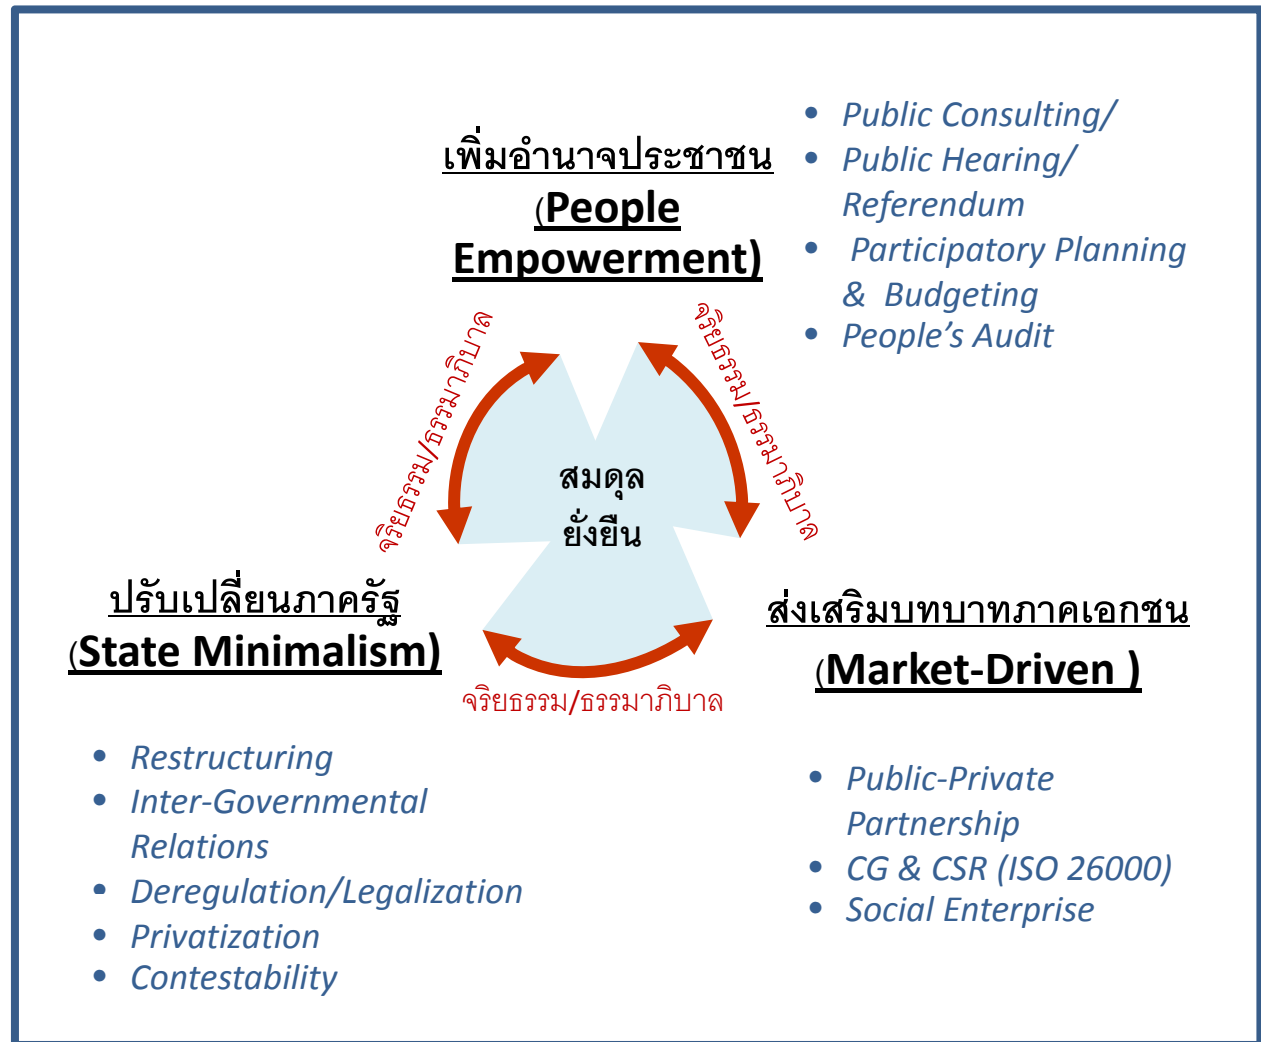 เพิ่มอำนาจประชาชน
(People
Empowerment)
• Public Consulting/
• Public Hearing/
Referendum
• Participatory Planning
& Budgeting
• People's Audit
จริยธรรม/ธรรมาภิบาล
จริยธรรม/ธรรมาภิบาล
สมดุล
ยั่งยืน
ปรับเปลี่ยนภาครัฐ
(State Minimalism)
ส่งเสริมบทบาทภาคเอกชน
(Market-Driven )
จริยธรรม/ธรรมาภิบาล
• Restructuring
• Inter-Governmental
Relations
• Deregulation/Legalization
• Privatization
• Contestability
• Public-Private
Partnership
• CG & CSR (ISO 26000)
• Social Enterprise